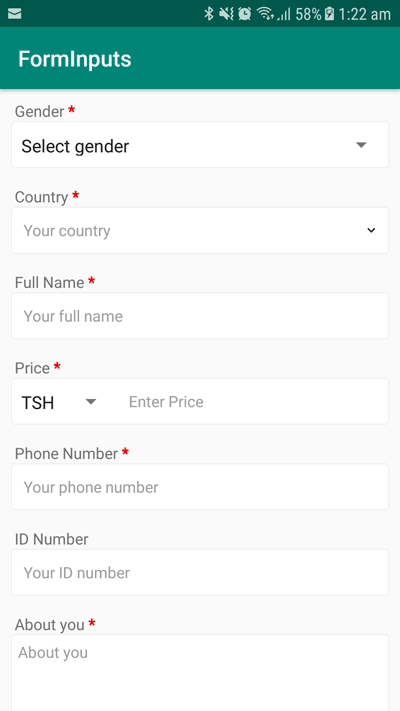 58% 1:22 am
FormInputs
Gender *
Select gender
Country *
Your country
Full Name *
Your full name
Price *
TSH Enter Price
Phone Number *
Your phone number
ID Number
Your ID number
About you *
About you